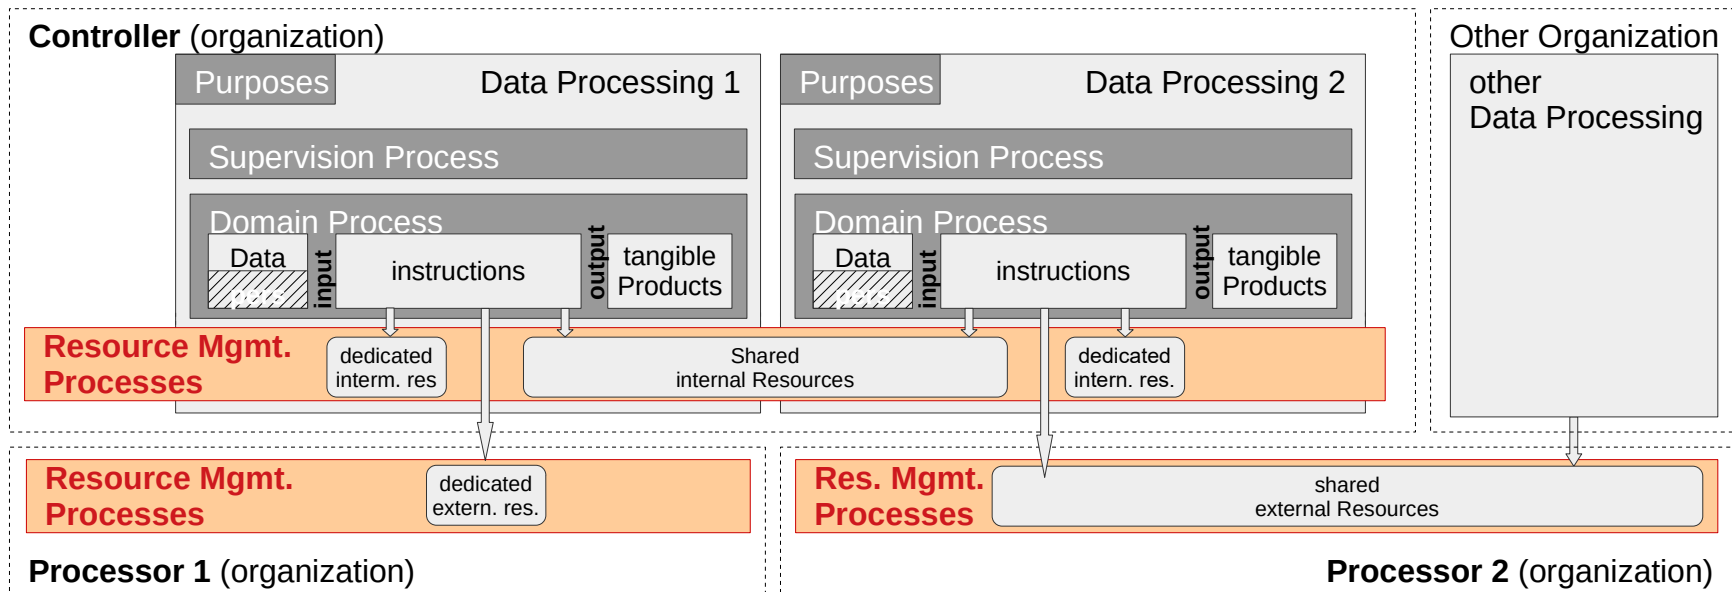 Controller (organization)
Purposes
Data Processing 1
Supervision Process
Domain Process
Data
pers
input
instructions
output
tangible
Products
Purposes
Data Processing 2
Supervision Process
Domain Process
Data
pers
input
instructions
output
tangible
Products
Other Organization
other
Data Processing
Resource Mgmt.
Processes
dedicated
interm. res
Shared
internal Resources
dedicated
intern. res.
Resource Mgmt.
Processes
dedicated
extern. res.
Processor 1 (organization)
Res. Mgmt.
Processes
shared
external Resources
Processor 2 (organization)